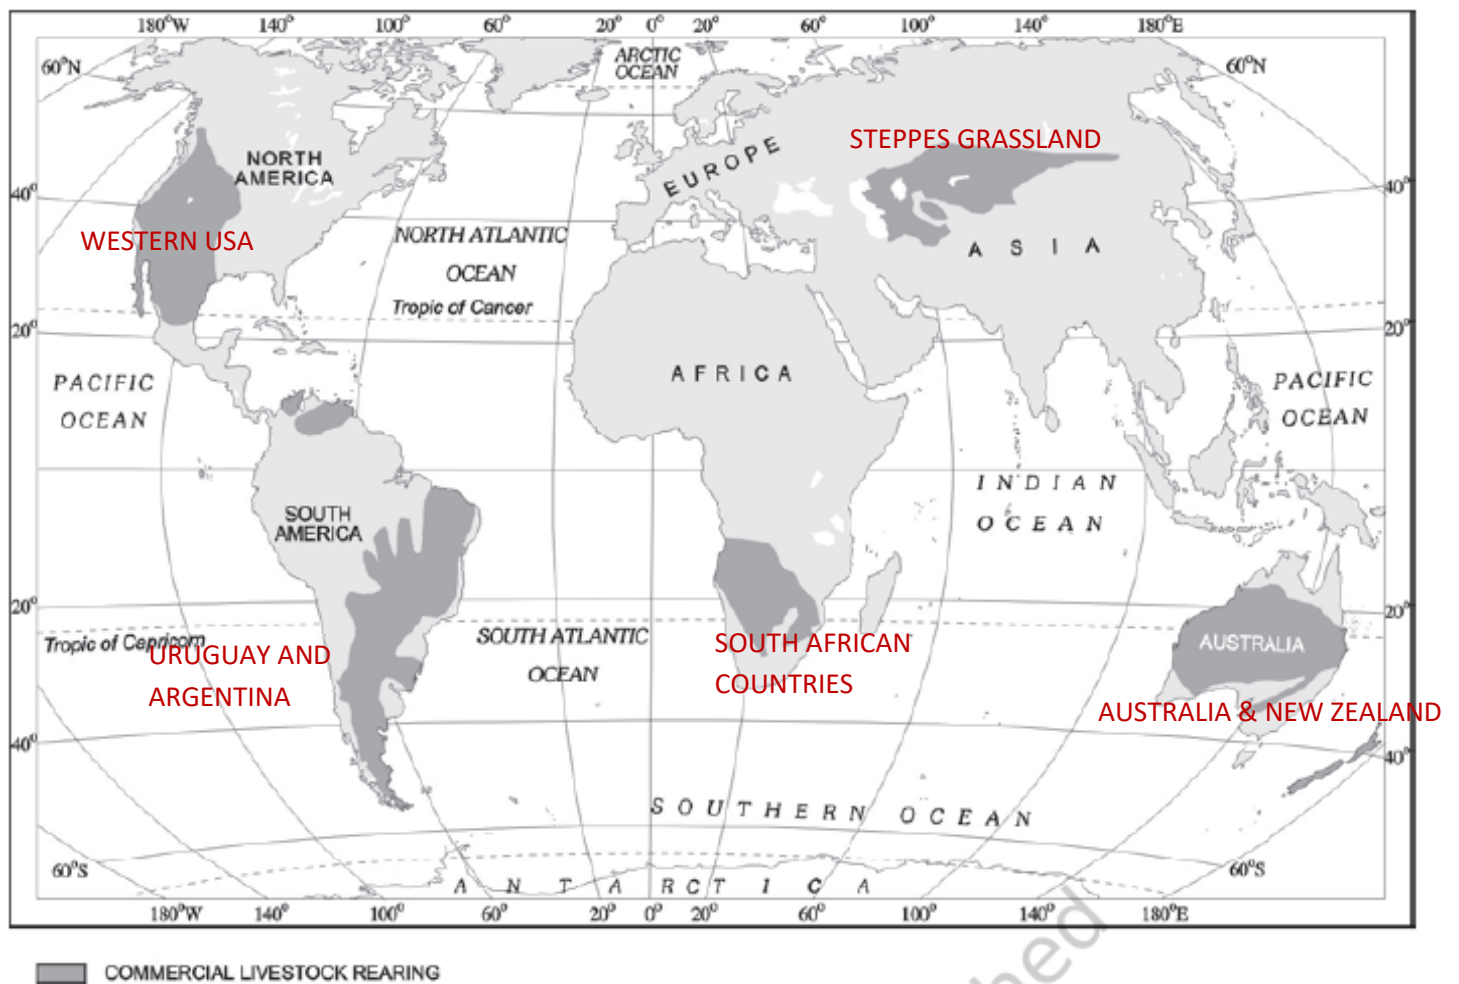 180°W 140° 100° 60° 20° 0° 20° 60° 100° 140° 180°E
ARCTIC
OCEAN
60°N
60°N
STEPPES GRASSLAND
NORTH
AMERICA
EUROPE
40°
40°
WESTERN USA
NORTH ATLANTIC
OCEAN
ASIA
Tropic of Cancer
20°
20°
AFRICA
PACIFIC
OCEAN
PACIFIC
OCEAN
INDIAN
OCEAN
SOUTH
AMERICA
20°
20°
Tropic of Capricorn
URUGUAY AND
ARGENTINA
SOUTH ATLANTIC
OCEAN
SOUTH AFRICAN
COUNTRIES
AUSTRALIA
AUSTRALIA & NEW ZEALAND
40°
40°
SOUTHERN OCEAN
60°S
60°S
ANTARCTICA
180°W 140° 100° 60° 20° 0° 20° 60° 100° 140° 180°E
COMMERCIAL LIVESTOCK REARING